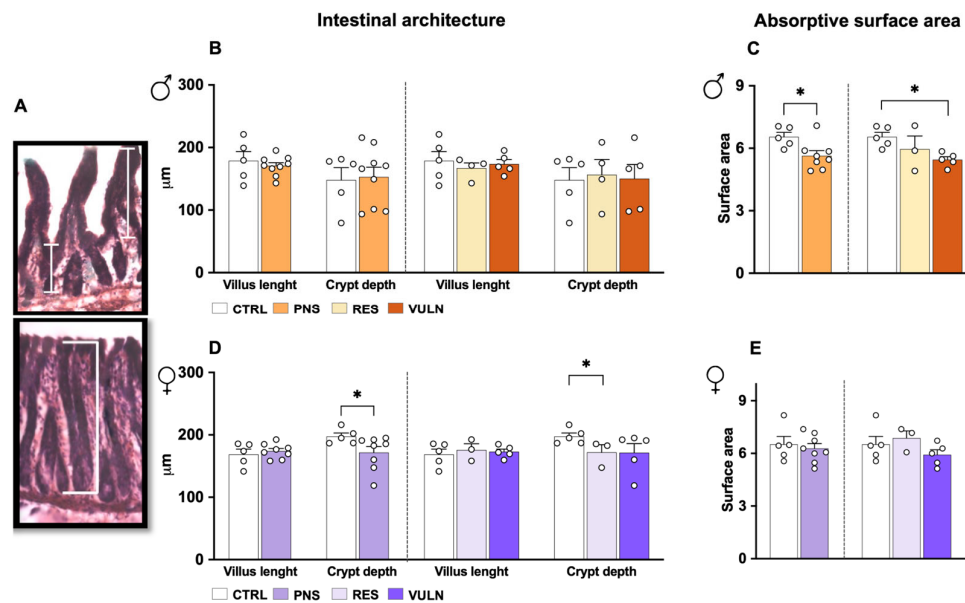 Intestinal architecture
Absorptive surface area
A
B
♂
300
200
100
0
µm
Villus lenght
Crypt depth
Villus lenght
Crypt depth
CTRL PNS RES VULN
C
♂
9
6
3
0
Surface area
*
*
D
♀
300
200
100
0
µm
*
*
Villus lenght
Crypt depth
Villus lenght
Crypt depth
CTRL PNS RES VULN
E
♀
9
6
3
0
Surface area